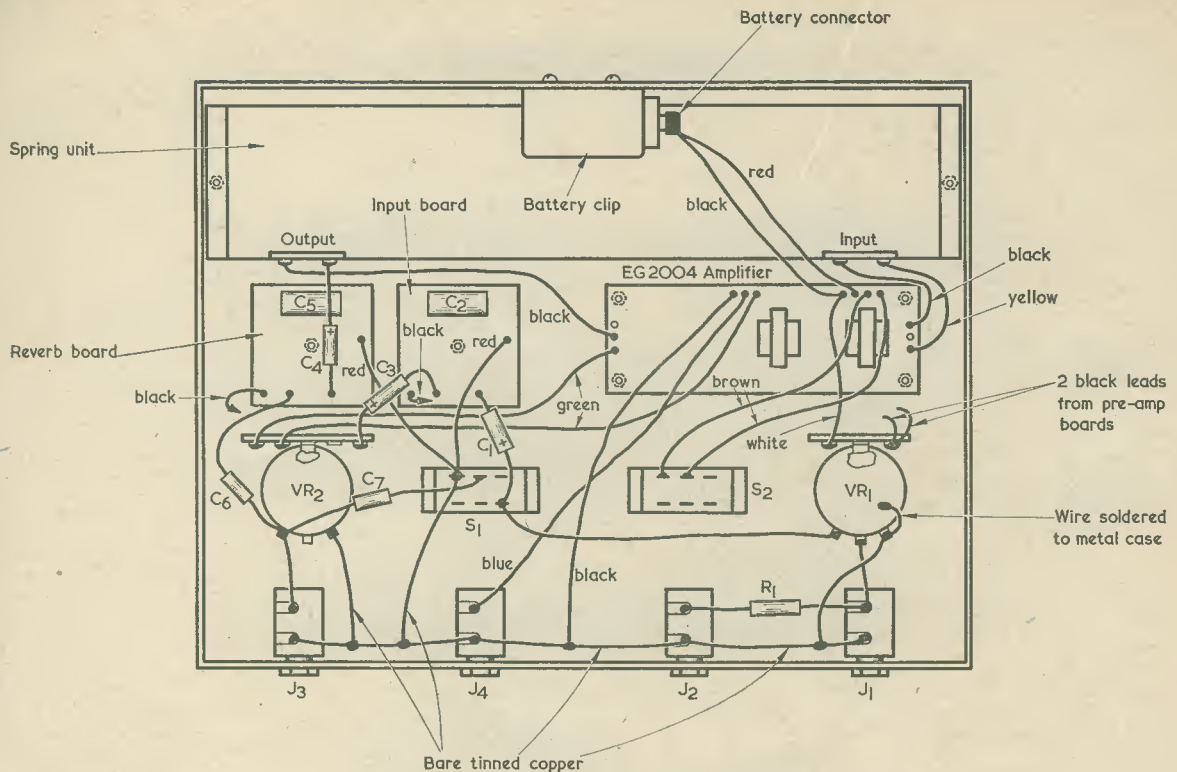 Battery connector
Spring unit
red
black
Input board
Battery clip
Output
Input
EG2004 Amplifier
black
yellow
C5
C2
black
black
red
Reverb board
C4
red
C3
black
green
brown
white
2 black leads
from pre-amp
boards
C1
C6
VR2
C7
S1
S2
VR1
Wire soldered
to metal case
blue
black
R1
J3
J4
J2
J1
Bare tinned copper